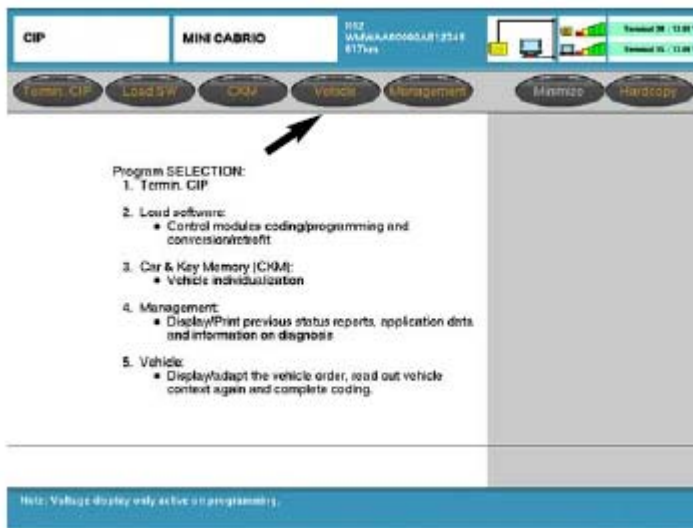 CIP
MINI CABRIO
Termin. CIP
Load SW
CKM
Vehicle
Management
Minimize
Hardcopy
Program SELECTION:
1. Termin. CIP
2. Load software:
• Control modules coding/programming and
conversion/retrofit
3. Car & Key Memory (CKM):
• Vehicle individualization
4. Management:
• Display/Print previous status reports, application data
and information on diagnosis
5. Vehicle:
• Display/adapt the vehicle order, read out vehicle
context again and complete coding.
Note: Voltage display only active on programming.